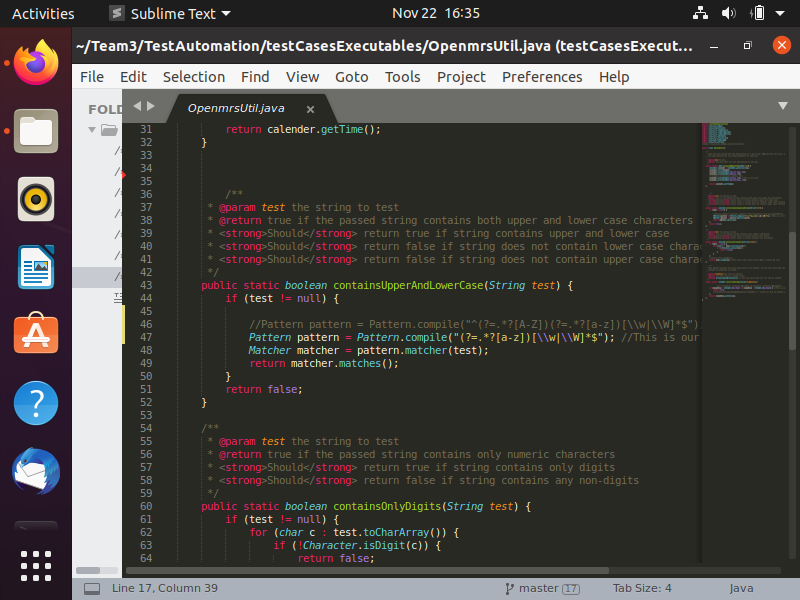 Activities
Sublime Text
Nov 22 16:35
~/Team3/TestAutomation/testCasesExecutables/OpenmrsUtil.java (testCasesExecut...
File Edit Selection Find View Goto Tools Project Preferences Help
FOLD
OpenmrsUtil.java
31 return calender.getTime();
32 }
33
34
35
36 /**
37 * @param test the string to test
38 * @return true if the passed string contains both upper and lower case characters
39 * <strong>Should</strong> return true if string contains upper and lower case
40 * <strong>Should</strong> return false if string does not contain lower case chara
41 * <strong>Should</strong> return false if string does not contain upper case chara
42 */
43 public static boolean containsUpperAndLowerCase(String test) {
44 if (test != null) {
45
46 //Pattern pattern = Pattern.compile("^(?=.*?[A-Z])(?=.*?[a-z])[\\w|\\W]*$")
47 Pattern pattern = Pattern.compile("(?=.*?[a-z])[\\w|\\W]*$"); //This is our
48 Matcher matcher = pattern.matcher(test);
49 return matcher.matches();
50 }
51 return false;
52 }
53
54 /**
55 * @param test the string to test
56 * @return true if the passed string contains only numeric characters
57 * <strong>Should</strong> return true if string contains only digits
58 * <strong>Should</strong> return false if string contains any non-digits
59 */
60 public static boolean containsOnlyDigits(String test) {
61 if (test != null) {
62 for (char c : test.toCharArray()) {
63 if (!Character.isDigit(c)) {
64 return false;
Line 17, Column 39
master 17
Tab Size: 4
Java